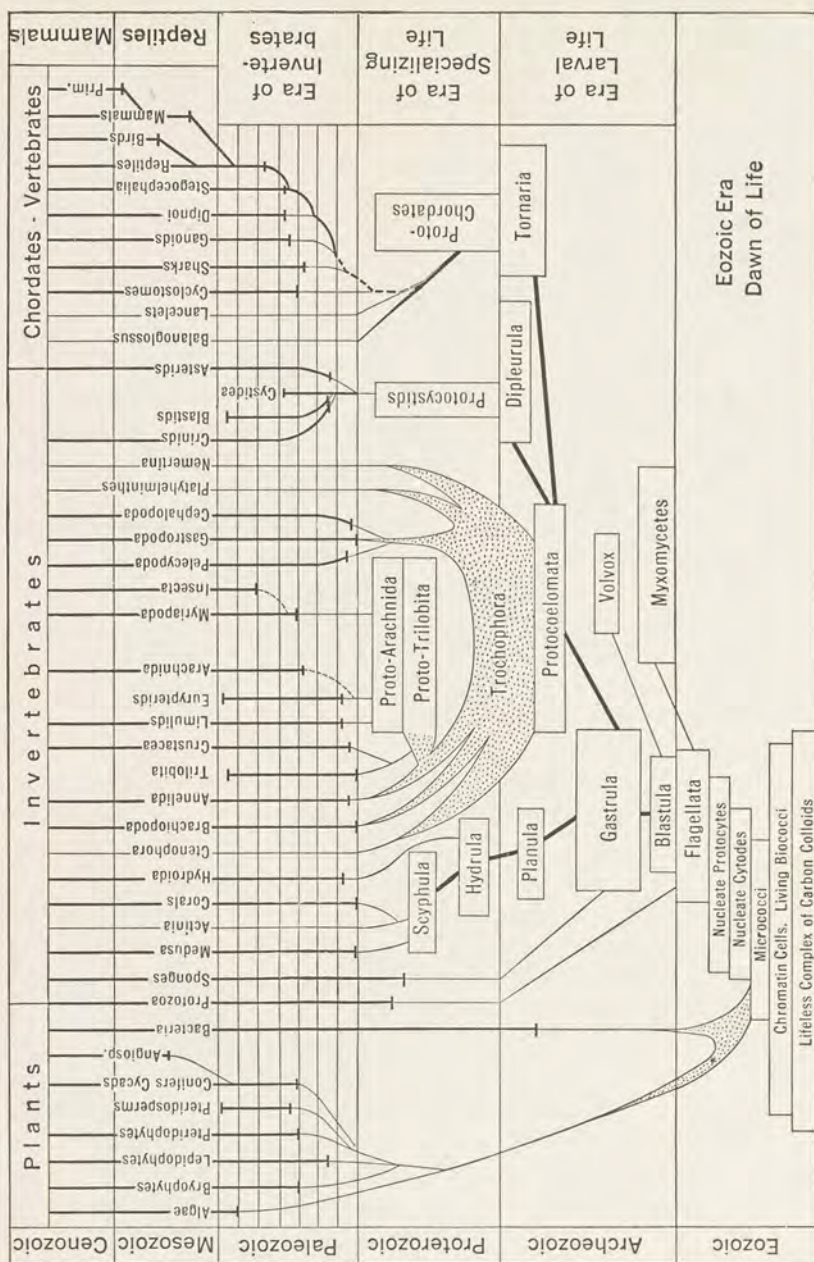 Plants
Invertebrates
Chordates - Vertebrates
Cenozoic
Mesozoic
Paleozoic
Proterozoic
Archeozoic
Eozoic
Mammals
Reptiles
Era of Inverte-
brates
Era of
Specializing
Life
Era of
Larval
Life
Eozoic Era
Dawn of Life
Algae
Bryophytes
Lepidophytes
Pteridophytes
Pteridosperms
Conifers Cycads
Angiosp.
Bacteria
Protozoa
Sponges
Medusa
Actinia
Corals
Hydroida
Ctenophora
Brachiopoda
Annelida
Trilobita
Crustacea
Limulids
Eurypterids
Arachnida
Myriapoda
Insecta
Pelecypoda
Gastropoda
Cephalopoda
Platyhelminthes
Nemertina
Crinids
Blastids
Cystidea
Asterids
Balanoglossus
Lancelets
Cyclostomes
Sharks
Ganoids
Dipnoi
Stegocephalia
Reptiles
Birds
Mammals
Prim.
Proto-
Chordates
Tornaria
Protocystids
Dipleurula
Proto-Arachnida
Proto-Trilobita
Trochophora
Protocoelomata
Scyphula
Hydrula
Planula
Gastrula
Blastula
Volvox
Myxomycetes
Flagellata
Nucleate Protocytes
Nucleate Cytodes
Micrococci
Chromatin Cells. Living Biococci
Lifeless Complex of Carbon Colloids